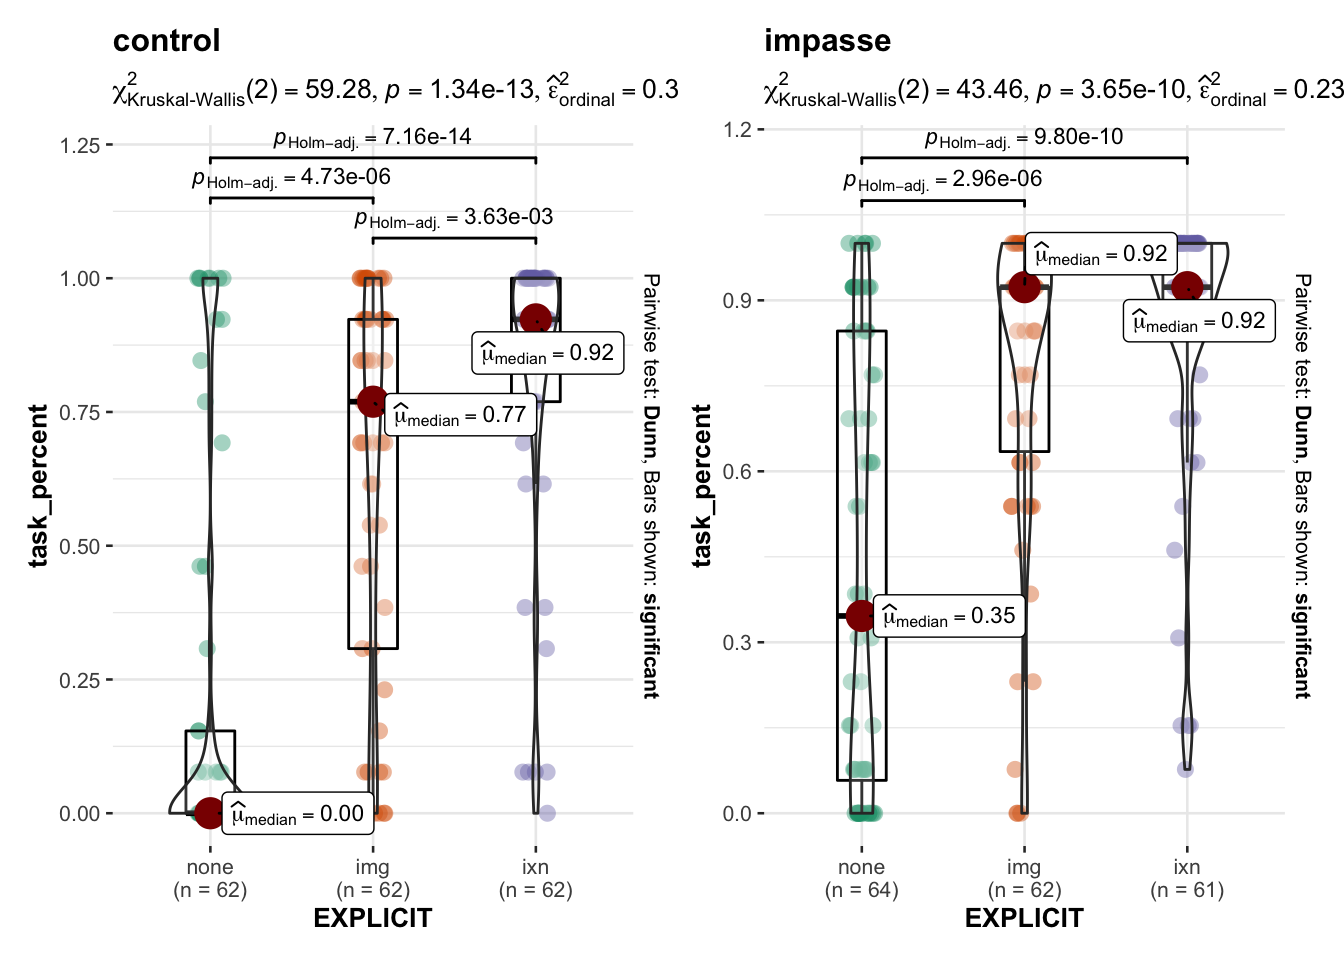 control
χ²Kruskal-Wallis(2) = 59.28, p = 1.34e-13, ε̂²ordinal = 0.3
pHolm−adj. = 7.16e-14
pHolm−adj. = 4.73e-06
pHolm−adj. = 3.63e-03
1.25
1.00
0.75
0.50
0.25
0.00
task_percent
μ̂median = 0.92
μ̂median = 0.77
μ̂median = 0.00
none
(n = 62)
img
(n = 62)
ixn
(n = 62)
EXPLICIT
Pairwise test: Dunn, Bars shown: significant
impasse
χ²Kruskal-Wallis(2) = 43.46, p = 3.65e-10, ε̂²ordinal = 0.23
pHolm−adj. = 9.80e-10
pHolm−adj. = 2.96e-06
1.2
0.9
0.6
0.3
0.0
task_percent
μ̂median = 0.92
μ̂median = 0.92
μ̂median = 0.35
none
(n = 64)
img
(n = 62)
ixn
(n = 61)
EXPLICIT
Pairwise test: Dunn, Bars shown: significant